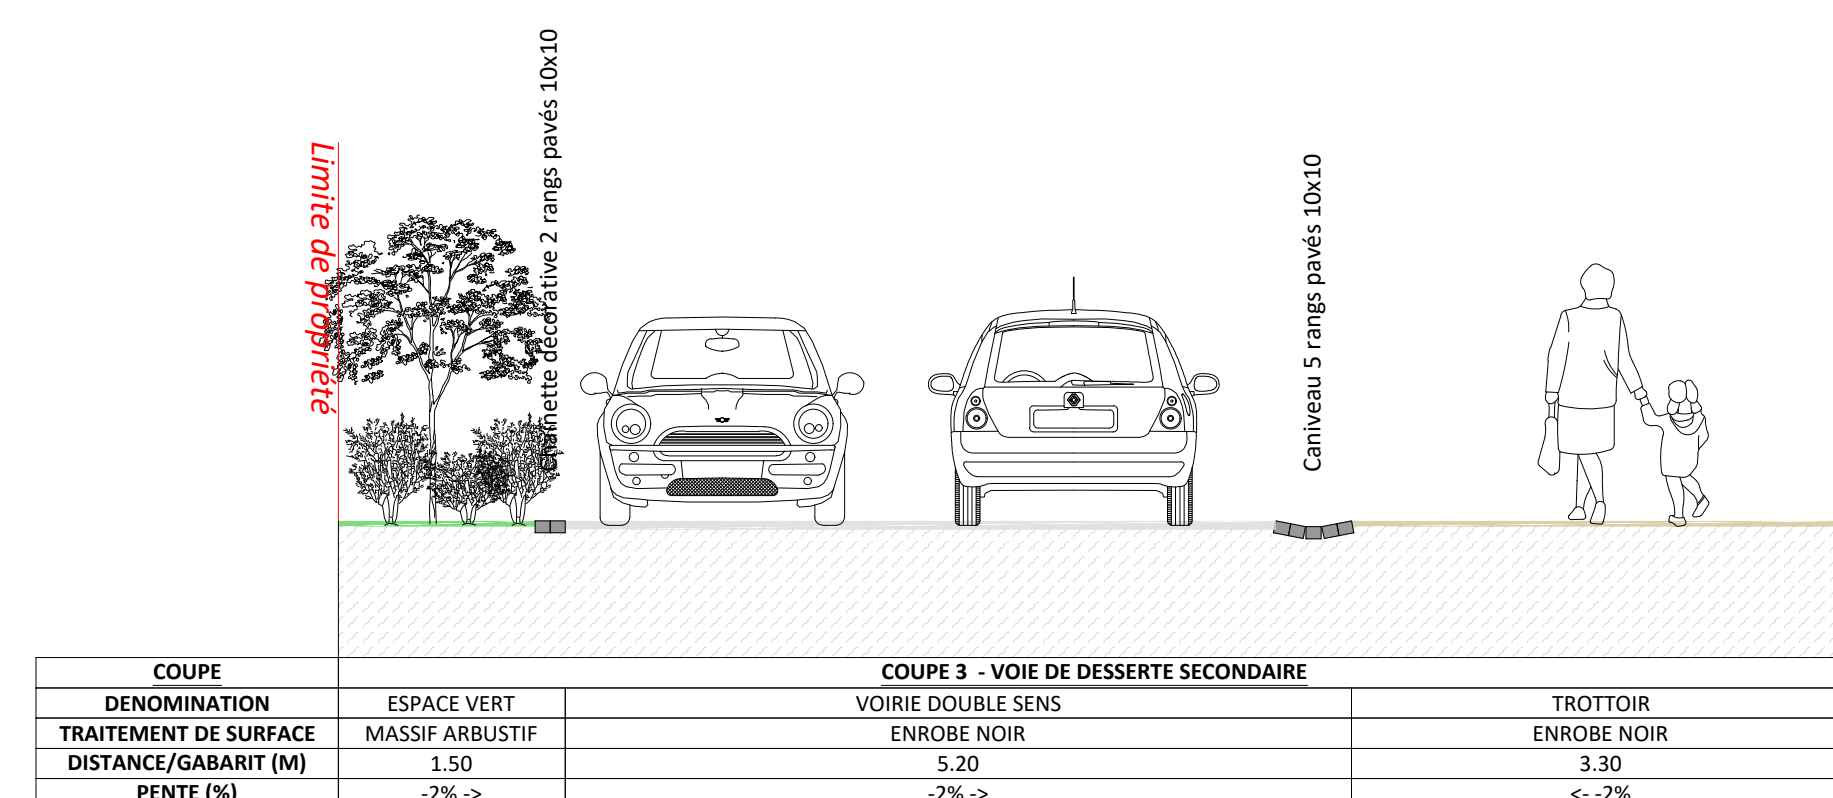 Limite de propriété
Chainette décorative 2 rangs pavés 10x10
Caniveau 5 rangs pavés 10x10
COUPE COUPE 3 - VOIE DE DESSERTE SECONDAIRE
DENOMINATION ESPACE VERT VOIRIE DOUBLE SENS TROTTOIR
TRAITEMENT DE SURFACE MASSIF ARBUSTIF ENROBE NOIR ENROBE NOIR
DISTANCE/GABARIT (M) 1.50 5.20 3.30
PENTE (%) -2% -> -2% -> <- -2%